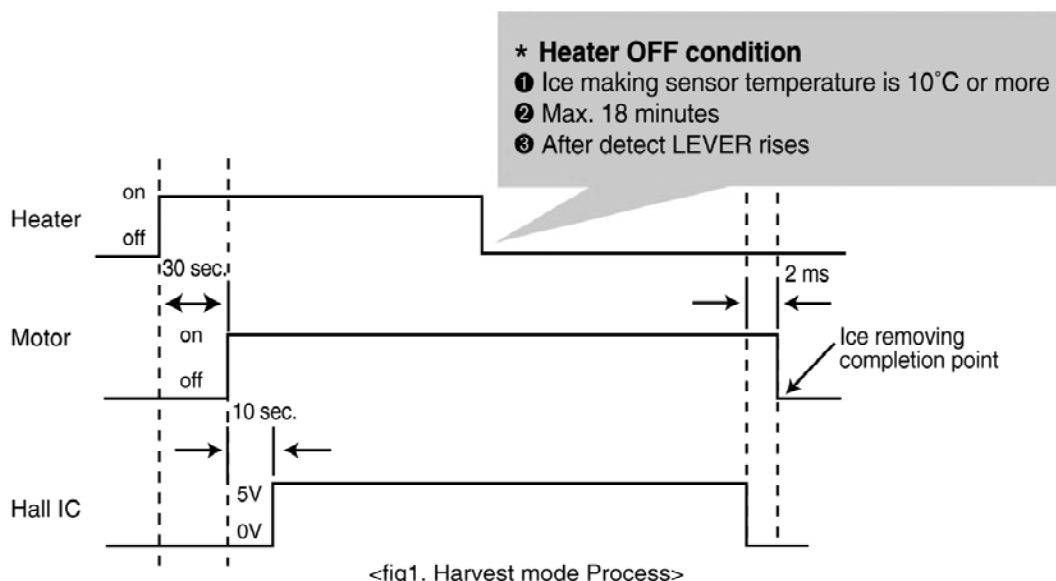 * Heater OFF condition
❶ Ice making sensor temperature is 10˚C or more
❷ Max. 18 minutes
❸ After detect LEVER rises
on
Heater
off
30 sec.
2 ms
Motor
on
off
Ice removing
completion point
10 sec.
5V
Hall IC
0V
<fig1. Harvest mode Process>